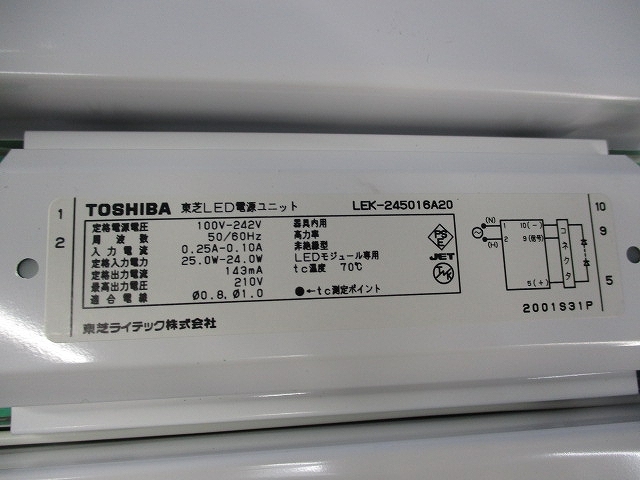 TOSHIBA 東芝LED電源ユニット LEK-245016A20
定格電源電圧 100V-242V
周波数 50/60Hz
入力電流 0.25A-0.10A
定格入力電力 25.0W-24.0W
定格出力電流 143mA
最高出力電圧 210V
適合電線 Ø0.8,Ø1.0
器具内用
高力率
非絶縁型
LEDモジュール専用
tc温度 70℃
●←tc測定ポイント
PSE
JET
東芝ライテック株式会社
1
2
(N)
(H)
1
2
10(-)
9(信号)
5(+)
コネクタ
10
9
5
2001S31P